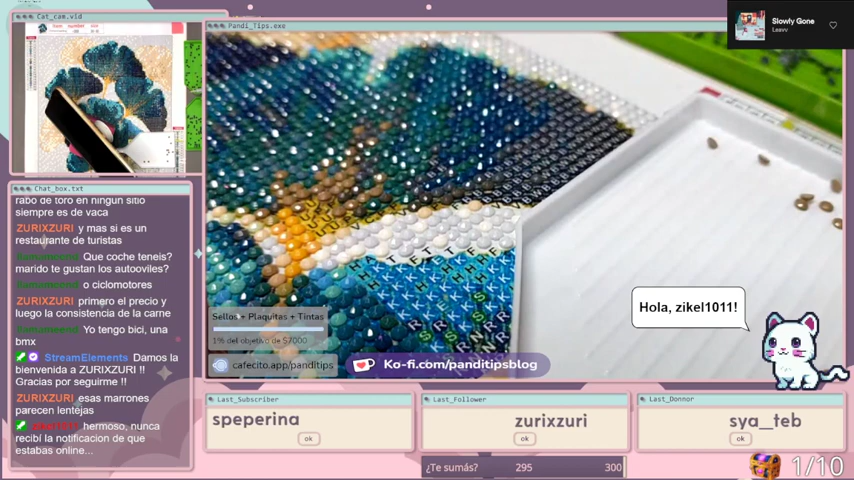 Cat_cam.vid
Pandi_Tips.exe
Slowly Gone
Leavv
Chat_box.txt
rabo de toro en ningun sitio
siempre es de vaca
ZURIXZURI y mas si es un
restaurante de turistas
Que coche teneis?
marido te gustan los autooviles?
o ciclomotores
ZURIXZURI primero el precio y
luego la consistencia de la carne
Yo tengo bici, una
bmx
StreamElements Damos la
bienvenida a ZURIXZURI !!
Gracias por seguirme !!
ZURIXZURI esas marrones
parecen lentejas
zikel1011 hermoso, nunca
recibí la notificacion de que
estabas online...
Hola, zikel1011!
Sellos + Plaquitas + Tintas
1% del objetivo de $7000
cafecito.app/panditips
Ko-fi.com/panditipsblog
Last_Subscriber
speperina
ok
Last_Follower
zurixzuri
ok
Last_Donnor
sya_teb
ok
¿Te sumás? 295 300
1/10